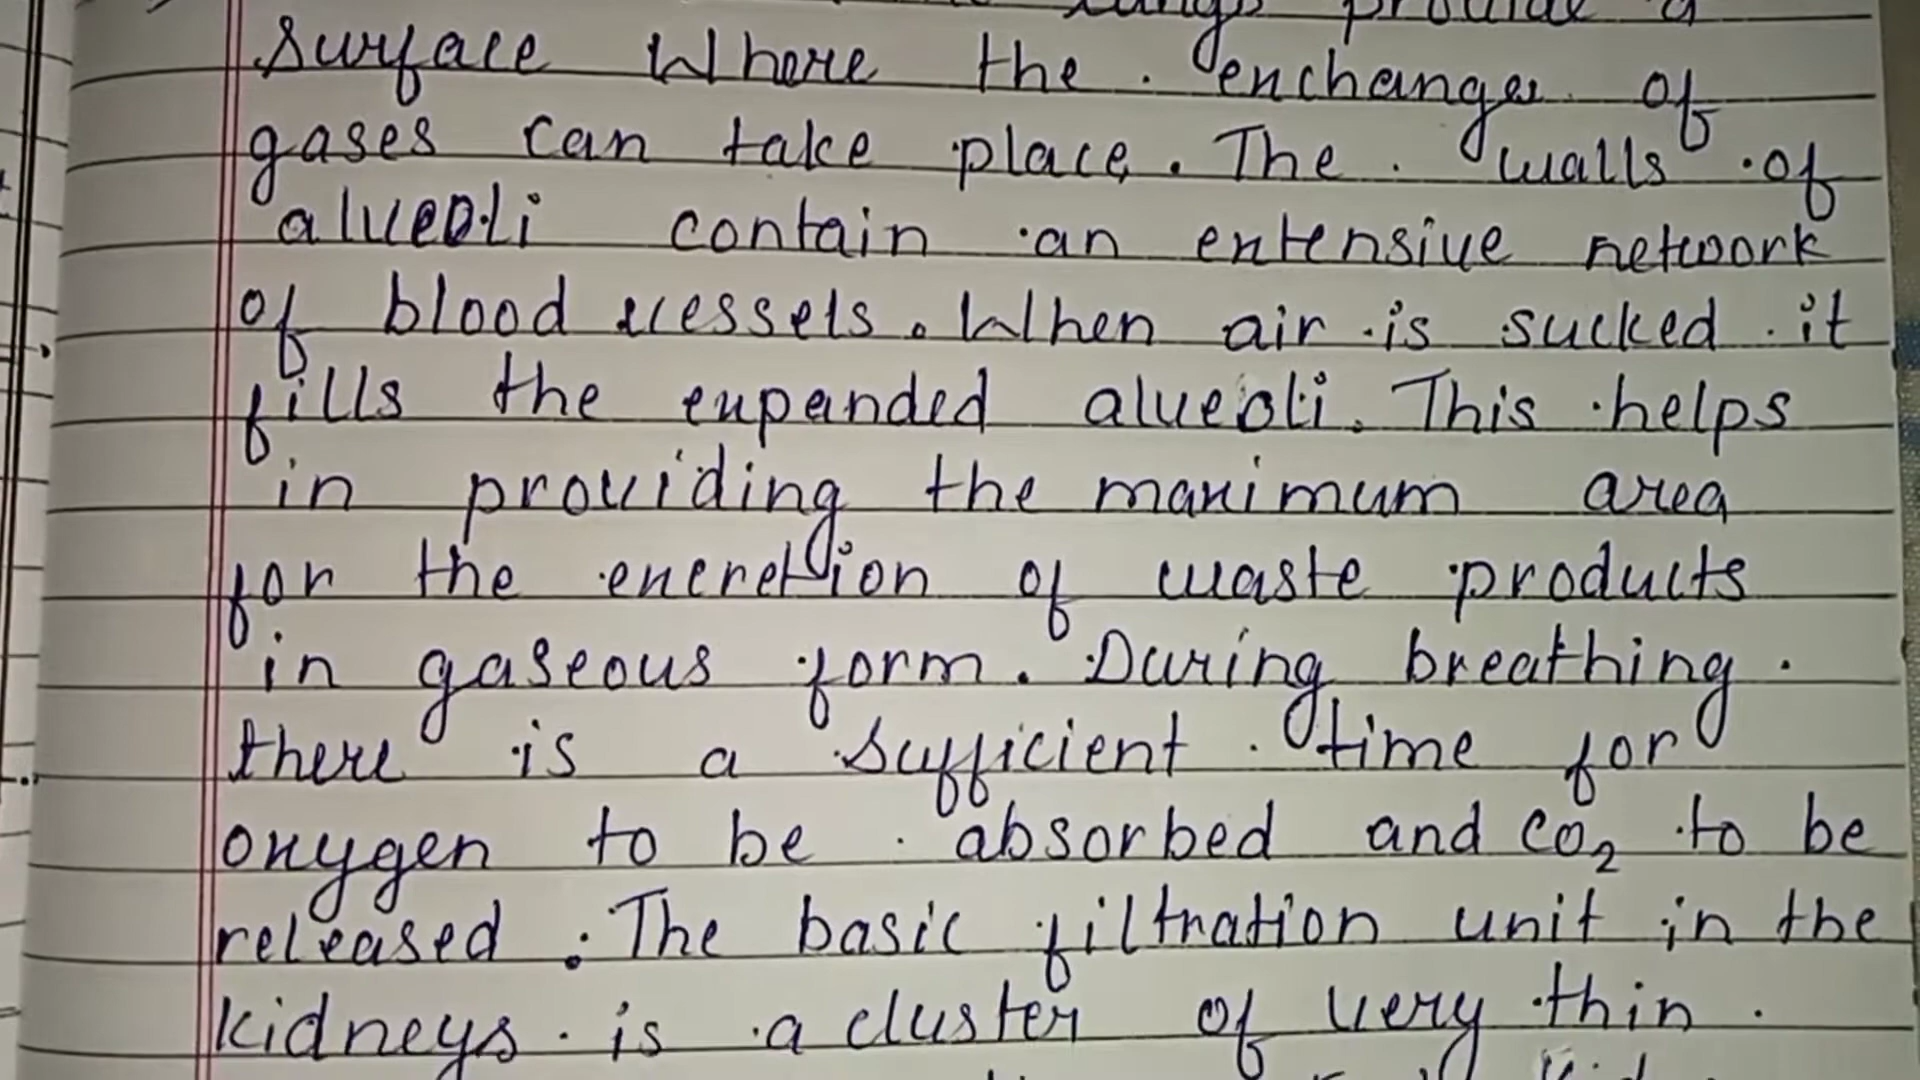 lungs provide a
surface where the exchange of
gases can take place. The walls of
alveoli contain an extensive network
of blood vessels. When air is sucked it
fills the expanded alveoli. This helps
in providing the maximum area
for the excretion of waste products
in gaseous form. During breathing
there is a sufficient time for
oxygen to be absorbed and CO₂ to be
released. The basic filtration unit in the
kidneys is a cluster of very thin